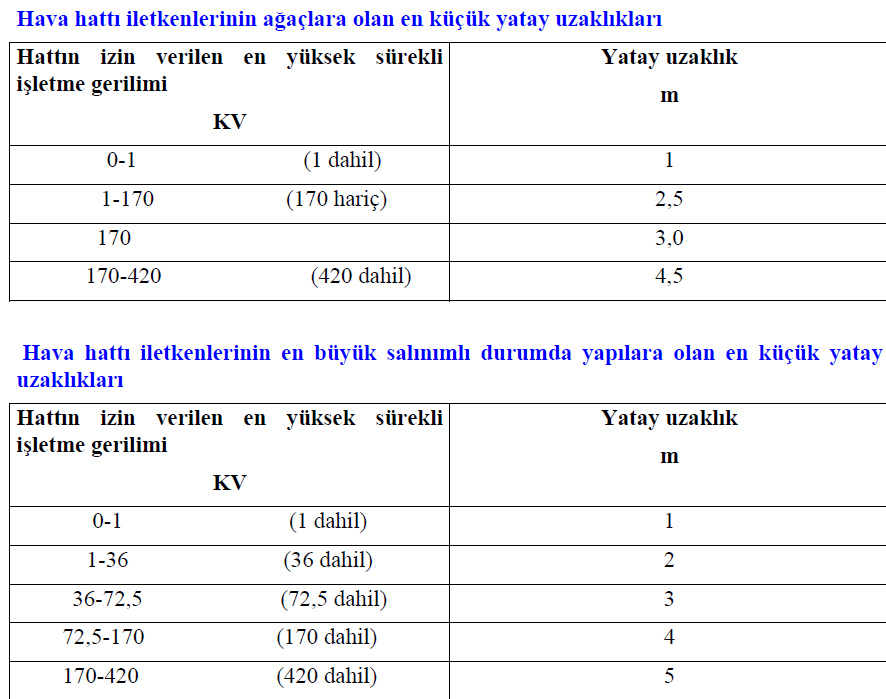 Hava hattı iletkenlerinin ağaçlara olan en küçük yatay uzaklıkları
Hattın izin verilen en yüksek sürekli
işletme gerilimi
KV
Yatay uzaklık
m
0-1 (1 dahil) 1
1-170 (170 hariç) 2,5
170 3,0
170-420 (420 dahil) 4,5
Hava hattı iletkenlerinin en büyük salınımlı durumda yapılara olan en küçük yatay
uzaklıkları
Hattın izin verilen en yüksek sürekli
işletme gerilimi
KV
Yatay uzaklık
m
0-1 (1 dahil) 1
1-36 (36 dahil) 2
36-72,5 (72,5 dahil) 3
72,5-170 (170 dahil) 4
170-420 (420 dahil) 5